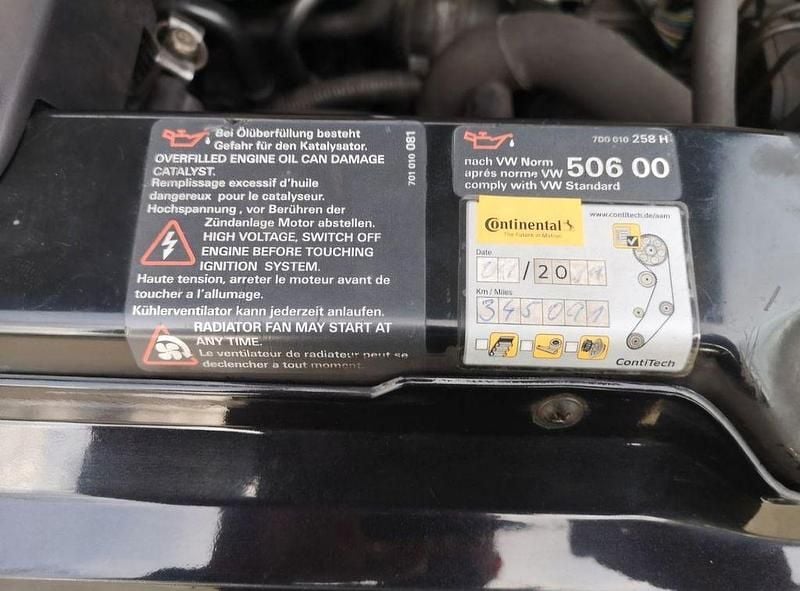 Bei Ölüberfüllung besteht
Gefahr für den Katalysator.
OVERFILLED ENGINE OIL CAN DAMAGE
CATALYST.
Remplissage excessif d'huile
dangereux pour le catalyseur.
Hochspannung, vor Berühren der
Zündanlage Motor abstellen.
HIGH VOLTAGE, SWITCH OFF
ENGINE BEFORE TOUCHING
IGNITION SYSTEM.
Haute tension, arreter le moteur avant de
toucher a l'allumage.
Kühlerventilator kann jederzeit anlaufen.
RADIATOR FAN MAY START AT
ANY TIME.
Le ventilateur de radiateur peut se
declencher a tout moment.
701 010 081
7D0 010 258 H
nach VW Norm
aprés norme VW 506 00
comply with VW Standard
Continental
The Future in Motion
www.contitech.de/aam
Date
/20
Km / Miles
345091
ContiTech